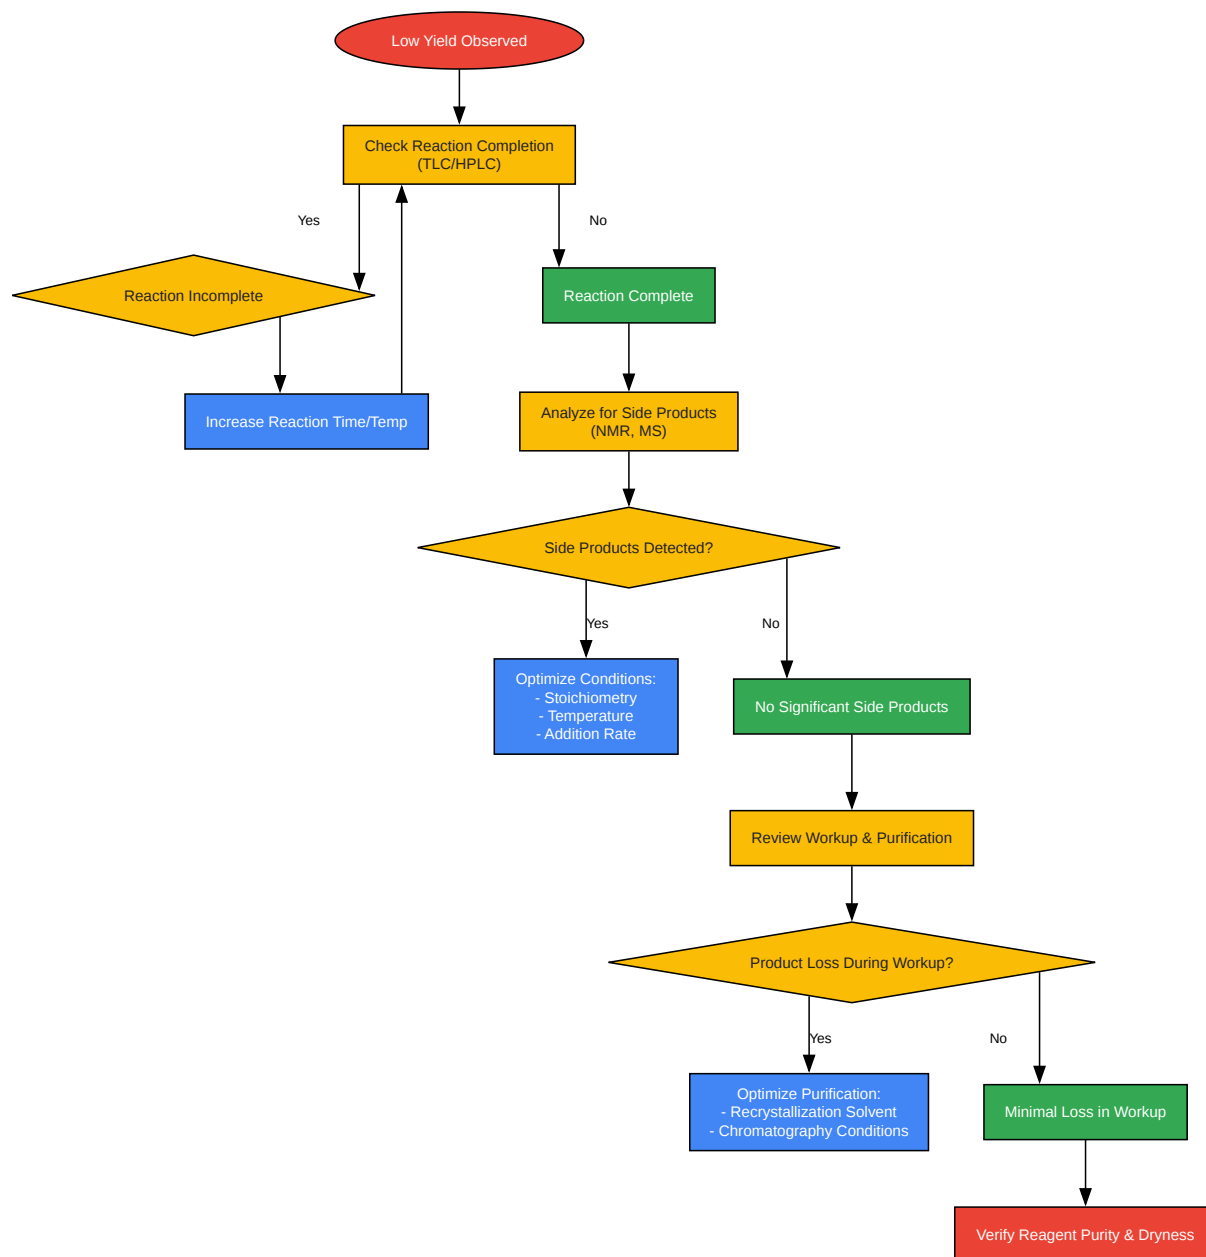 Low Yield Observed
Check Reaction Completion
(TLC/HPLC)
Yes
No
Reaction Incomplete
Reaction Complete
Increase Reaction Time/Temp
Analyze for Side Products
(NMR, MS)
Side Products Detected?
Yes
No
Optimize Conditions:
- Stoichiometry
- Temperature
- Addition Rate
No Significant Side Products
Review Workup & Purification
Product Loss During Workup?
Yes
No
Optimize Purification:
- Recrystallization Solvent
- Chromatography Conditions
Minimal Loss in Workup
Verify Reagent Purity & Dryness